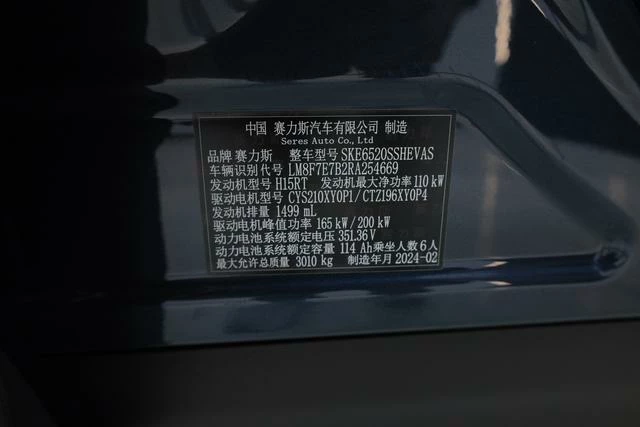 中国 赛力斯汽车有限公司 制造
Seres Auto Co., Ltd
品牌 赛力斯 整车型号 SKE6520SSHEVAS
车辆识别代号 LM8F7E7B2RA254669
发动机型号 H15RT 发动机最大净功率 110 kW
驱动电机型号 CYS210XY0P1/CTZ196XY0P4
发动机排量 1499 mL
驱动电机峰值功率 165 kW/200 kW
动力电池系统额定电压 351.36 V
动力电池系统额定容量 114 Ah 乘坐人数 6人
最大允许总质量 3010 kg 制造年月 2024-02